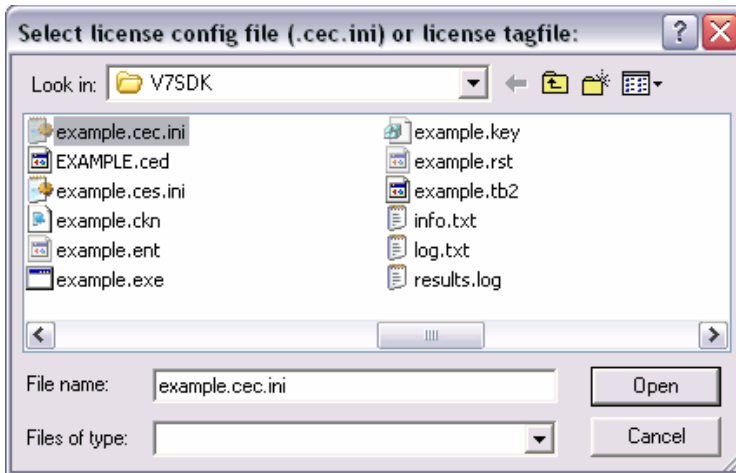 Select license config file (.cec.ini) or license tagfile:
Look in: V7SDK
example.cec.ini
EXAMPLE.ced
example.ces.ini
example.ckn
example.ent
example.exe
example.key
example.rst
example.tb2
info.txt
log.txt
results.log
File name: example.cec.ini Open
Files of type: Cancel